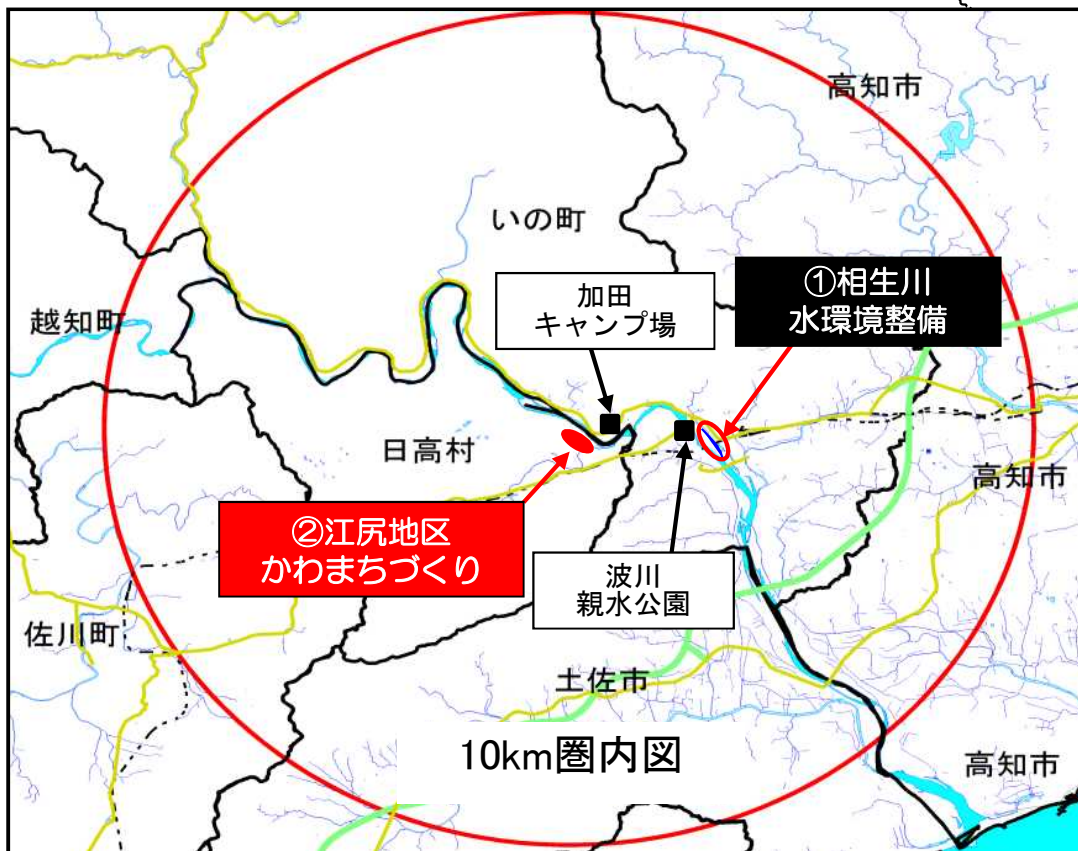 高知市
いの町
加田
キャンプ場
①相生川
水環境整備
越知町
日高村
高知市
②江尻地区
かわまちづくり
波川
親水公園
佐川町
土佐市
10km圏内図
高知市